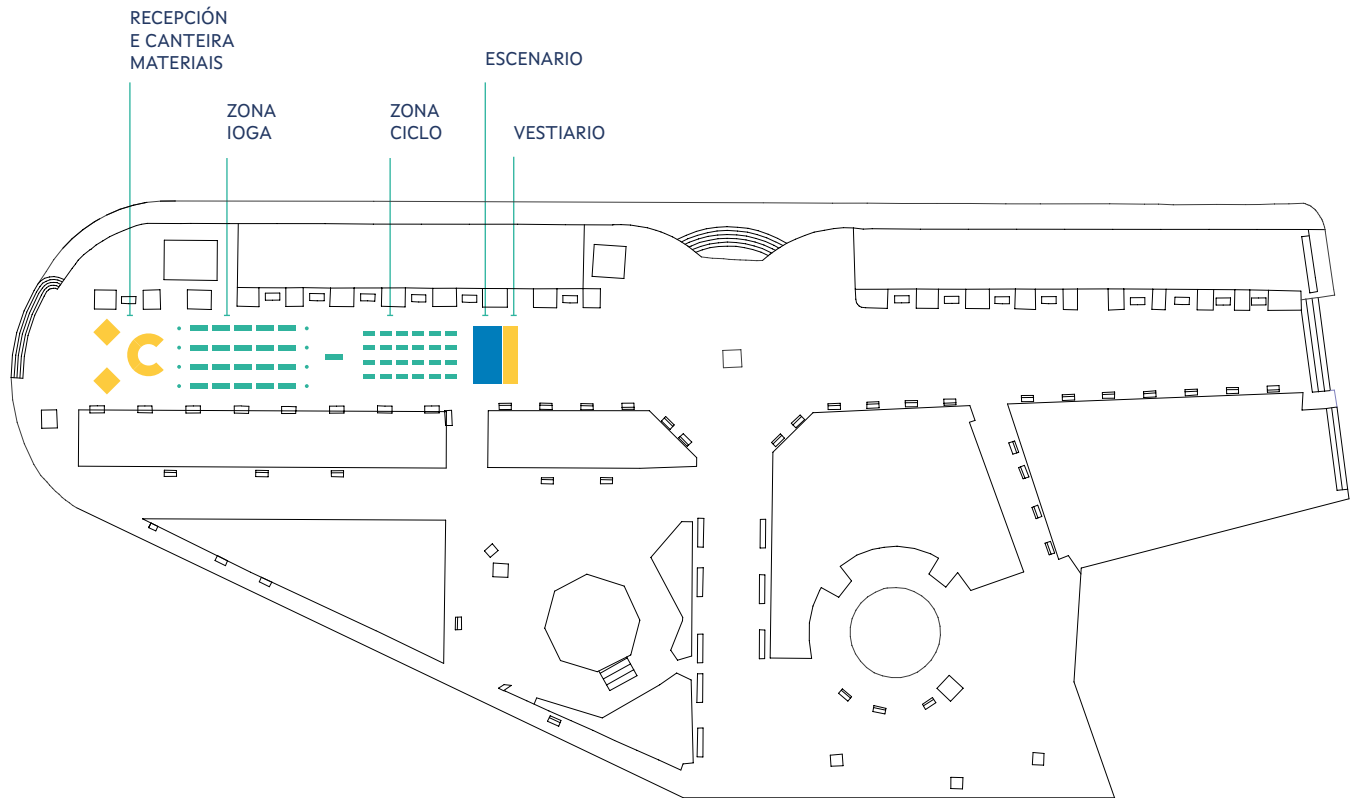 RECEPCIÓN
E CANTEIRA
MATERIAIS
ZONA
IOGA
ZONA
CICLO
ESCENARIO
VESTIARIO